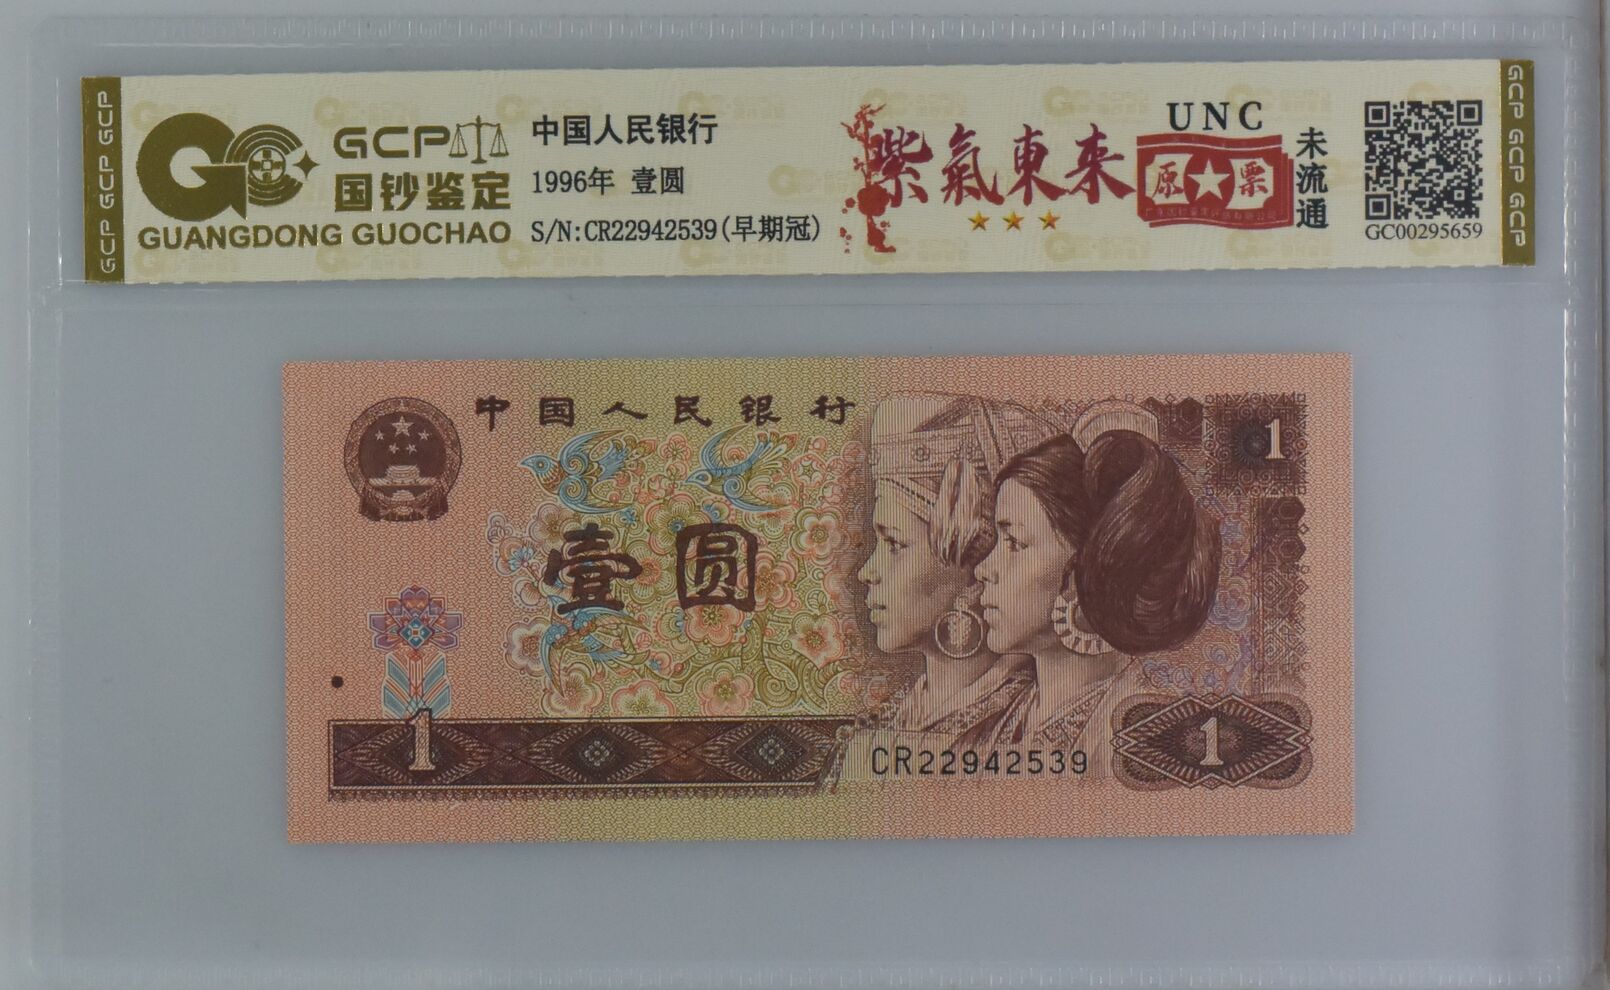 GCP GCP GCP
GCP
国钞鉴定
GUANGDONG GUOCHAO
中国人民银行
1996年 壹圆
S/N:CR22942539(早期冠)
紫氣東来
UNC
原票
未流通
GC00295659
GCP GCP GCP
中国人民银行
1
壹圆
1
CR22942539
1